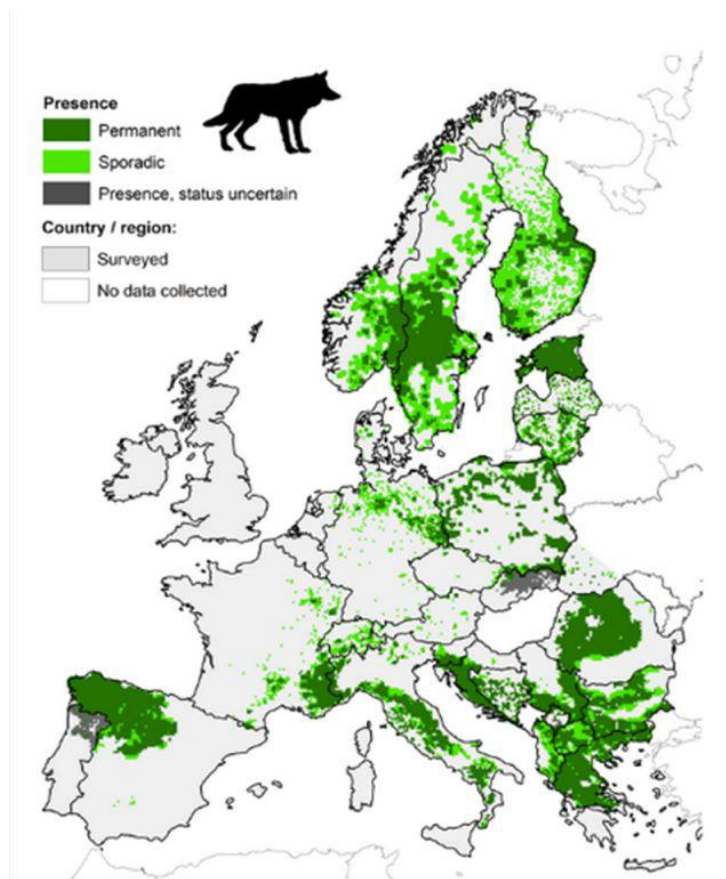 Presence
Permanent
Sporadic
Presence, status uncertain
Country / region:
Surveyed
No data collected